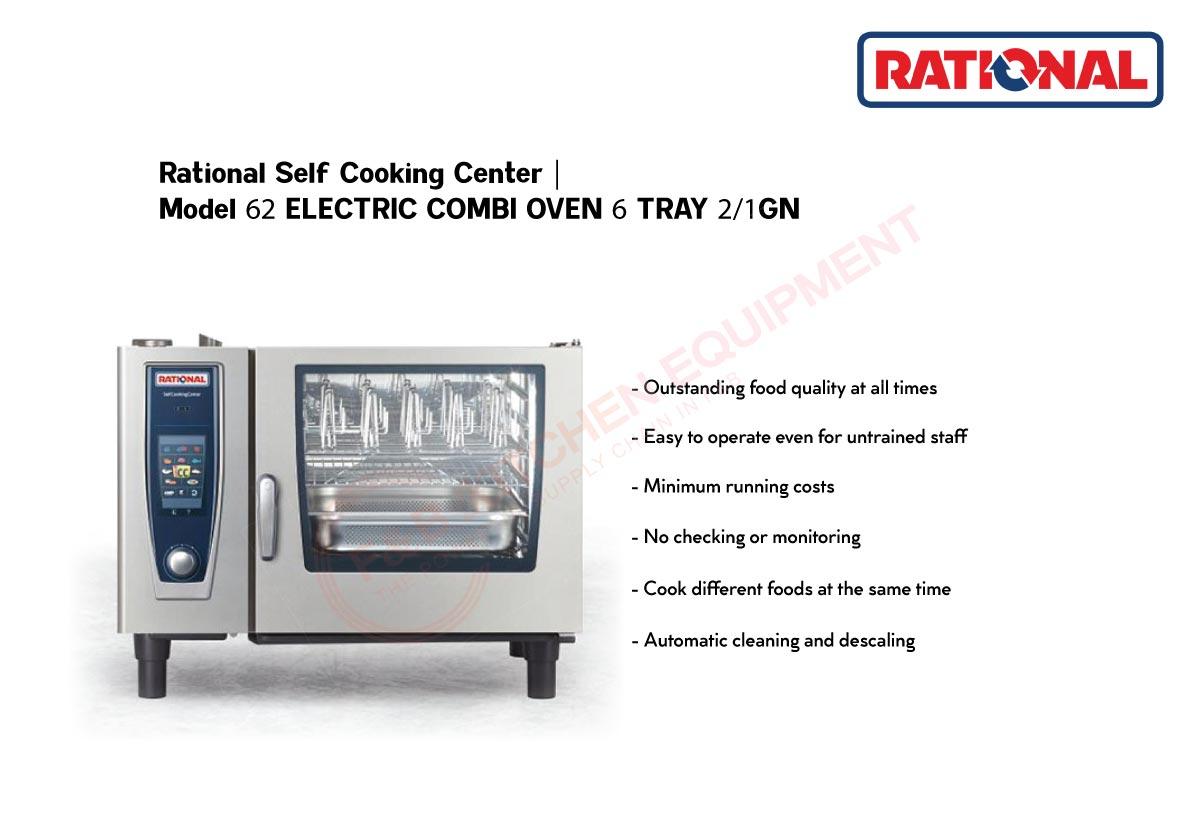 RATIONAL
Rational Self Cooking Center |
Model 62 ELECTRIC COMBI OVEN 6 TRAY 2/1GN
RATIONAL
SelfCookingCenter
- Outstanding food quality at all times
- Easy to operate even for untrained staff
- Minimum running costs
- No checking or monitoring
- Cook different foods at the same time
- Automatic cleaning and descaling